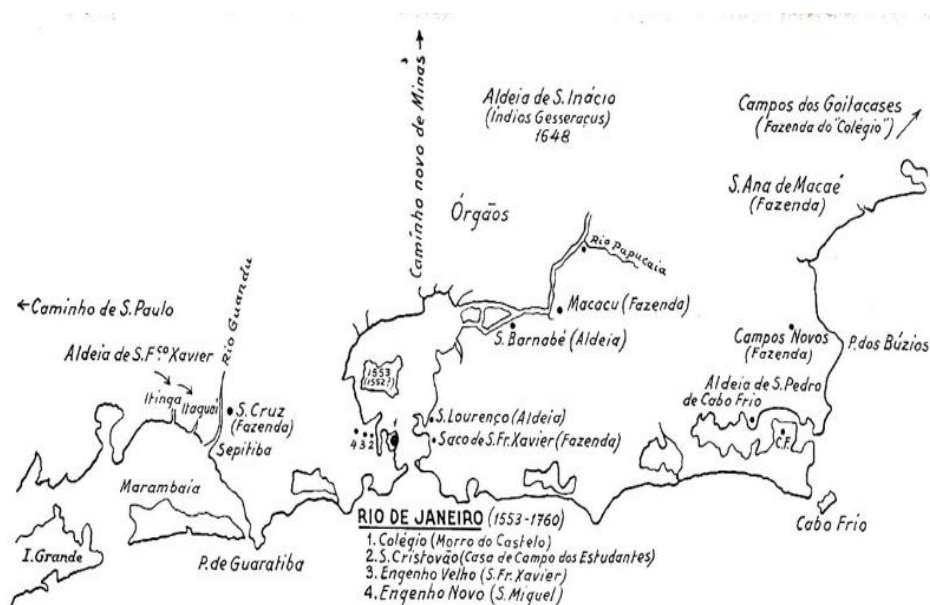 Caminho novo de Minas
Aldeia de S. Inácio
(Índios Gesseraçus)
1648
Campos dos Goitacases
(Fazenda do "Colégio")
S. Ana de Macaé
(Fazenda)
Órgãos
Rio Papucaia
Rio Guandu
←Caminho de S. Paulo
Macacu (Fazenda)
S. Barnabé (Aldeia)
Campos Novos
(Fazenda)
P. dos Búzios
Aldeia de S. Fco Xavier
1553
(1552?)
Itinga
Itaguaí
S. Cruz
(Fazenda)
Aldeia de S. Pedro
de Cabo Frio
S. Lourenço (Aldeia)
4 3 2
1
Saco de S. Fr. Xavier (Fazenda)
C.F.
Sepitiba
Marambaia
I. Grande
P. de Guaratiba
Cabo Frio
RIO DE JANEIRO (1553-1760)
1. Colégio (Morro do Castelo)
2. S. Cristovão (Casa de Campo dos Estudantes)
3. Engenho Velho (S. Fr. Xavier)
4. Engenho Novo (S. Miguel)